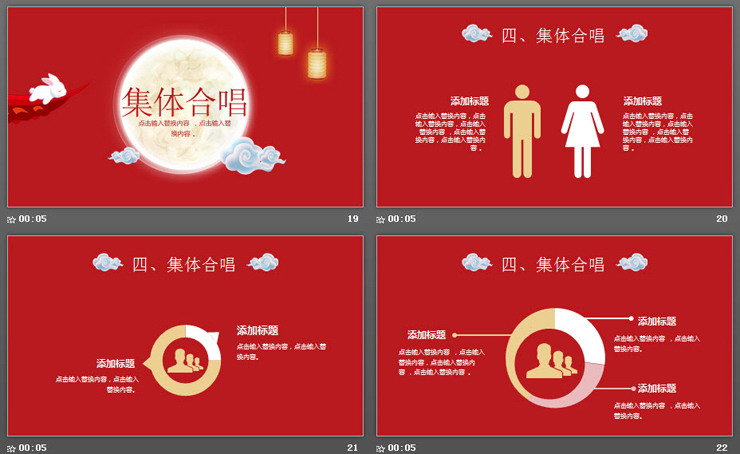 集体合唱
点击输入替换内容 ，点击输入替
换内容 。
00:05
19
四、集体合唱
添加标题
点击输入替换内容，点击
输入替换内容，点击输入
替换内容 ，点击输入替
换内容，点击输入替换内
容 。
添加标题
点击输入替换内容，点击
输入替换内容，点击输入
替换内容 ，点击输入替
换内容，点击输入替换内
容 。
00:05
20
四、集体合唱
添加标题
点击输入替换内容，点击输入替
换内容。
添加标题
点击输入替换内容，点击输入
替换内容。
00:05
21
四、集体合唱
添加标题
点击输入替换内容 ，点击输入
替换内容，点击输入替换内
容 ，点击输入替换内容 。
添加标题
点击输入替换内容 ，点击输入
替换内容。
添加标题
点击输入替换内容 ，点击输入
替换内容。
00:05
22